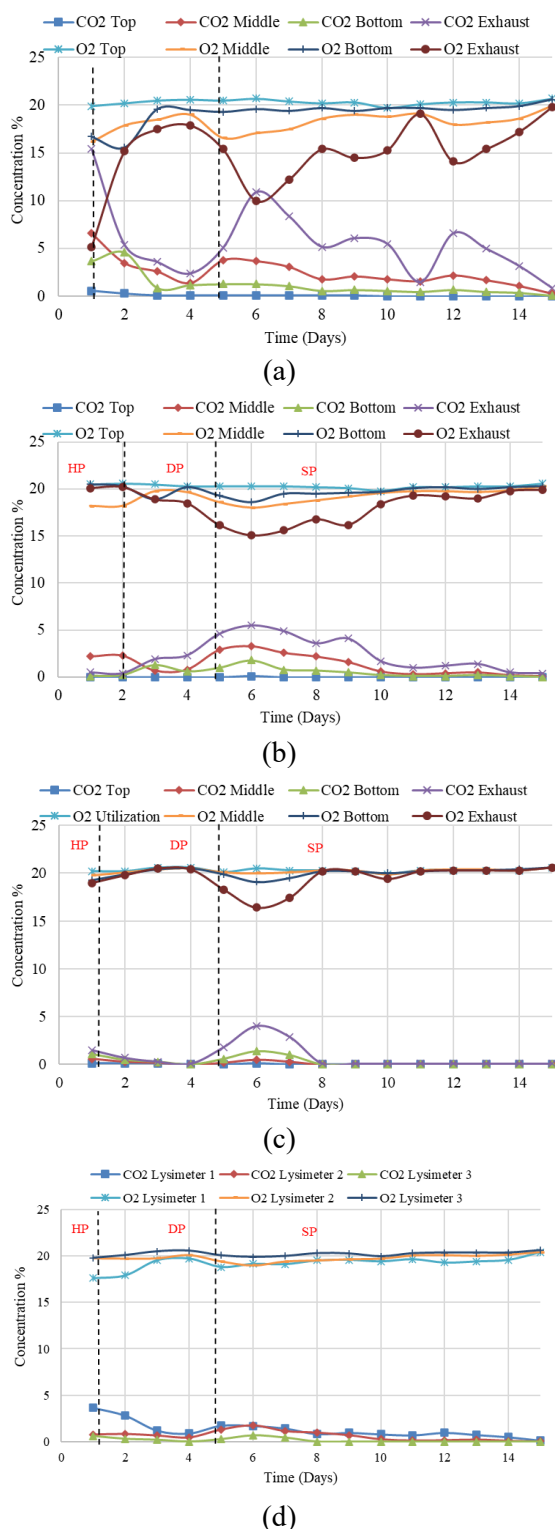 CO2 Top CO2 Middle CO2 Bottom CO2 Exhaust
O2 Top O2 Middle O2 Bottom O2 Exhaust
25
20
15
10
5
0
Concentration %
0 2 4 6 8 10 12 14
Time (Days)
(a)
CO2 Top CO2 Middle CO2 Bottom CO2 Exhaust
O2 Top O2 Middle O2 Bottom O2 Exhaust
25
HP DP SP
20
15
10
5
0
Concentration %
0 2 4 6 8 10 12 14
Time (Days)
(b)
CO2 Top CO2 Middle CO2 Bottom CO2 Exhaust
O2 Utilization O2 Middle O2 Bottom O2 Exhaust
25
HP DP SP
20
15
10
5
0
Concentration %
0 2 4 6 8 10 12 14
Time (Days)
(c)
CO2 Lysimeter 1 CO2 Lysimeter 2 CO2 Lysimeter 3
O2 Lysimeter 1 O2 Lysimeter 2 O2 Lysimeter 3
25
HP DP SP
20
15
10
5
0
Concentration %
0 2 4 6 8 10 12 14
Time (Days)
(d)